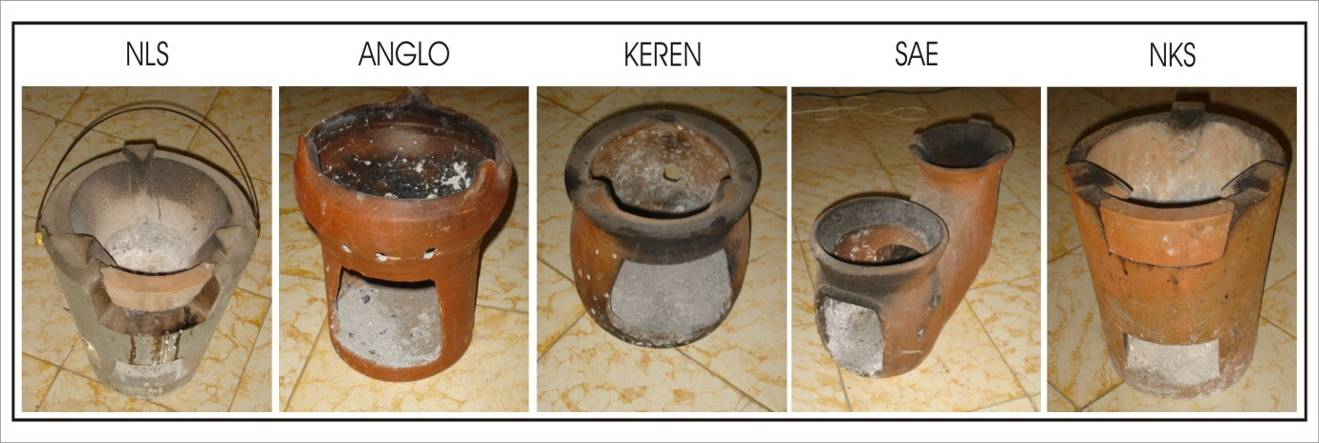 NLS
ANGLO
KEREN
SAE
NKS